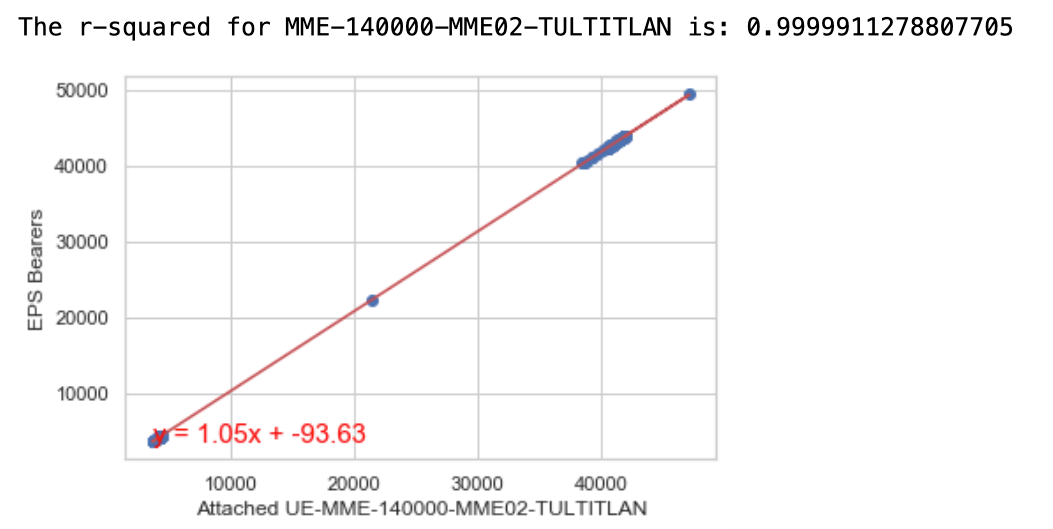 The r-squared for MME-140000-MME02-TULTITLAN is: 0.9999911278807705
50000
40000
30000
20000
10000
EPS Bearers
y = 1.05x + -93.63
10000 20000 30000 40000
Attached UE-MME-140000-MME02-TULTITLAN